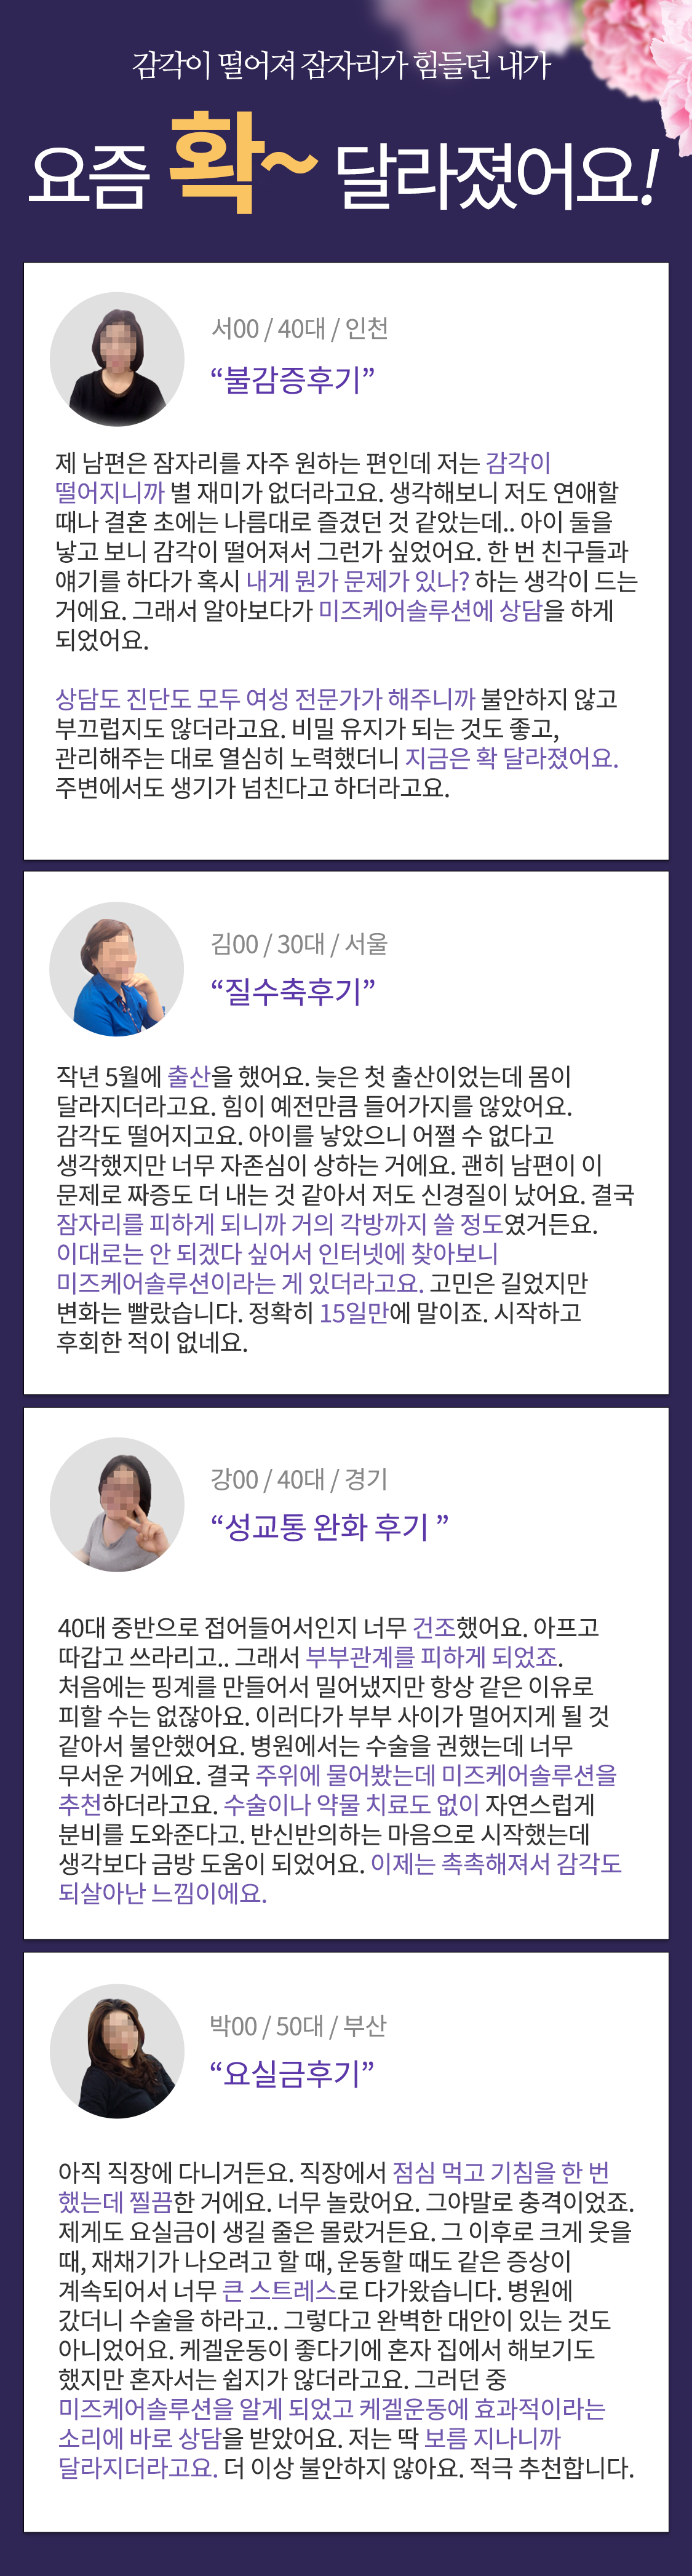 감각이 떨어져 잠자리가 힘들던 내가
요즘 확~ 달라졌어요!
서00 / 40대 / 인천
“불감증후기”
제 남편은 잠자리를 자주 원하는 편인데 저는 감각이
떨어지니까 별 재미가 없더라고요. 생각해보니 저도 연애할
때나 결혼 초에는 나름대로 즐겼던 것 같았는데.. 아이 둘을
낳고 보니 감각이 떨어져서 그런가 싶었어요. 한 번 친구들과
얘기를 하다가 혹시 내게 뭔가 문제가 있나? 하는 생각이 드는
거에요. 그래서 알아보다가 미즈케어솔루션에 상담을 하게
되었어요.
상담도 진단도 모두 여성 전문가가 해주니까 불안하지 않고
부끄럽지도 않더라고요. 비밀 유지가 되는 것도 좋고,
관리해주는 대로 열심히 노력했더니 지금은 확 달라졌어요.
주변에서도 생기가 넘친다고 하더라고요.
김00 / 30대 / 서울
“질수축후기”
작년 5월에 출산을 했어요. 늦은 첫 출산이었는데 몸이
달라지더라고요. 힘이 예전만큼 들어가지를 않았어요.
감각도 떨어지고요. 아이를 낳았으니 어쩔 수 없다고
생각했지만 너무 자존심이 상하는 거에요. 괜히 남편이 이
문제로 짜증도 더 내는 것 같아서 저도 신경질이 났어요. 결국
잠자리를 피하게 되니까 거의 각방까지 쓸 정도였거든요.
이대로는 안 되겠다 싶어서 인터넷에 찾아보니
미즈케어솔루션이라는 게 있더라고요. 고민은 길었지만
변화는 빨랐습니다. 정확히 15일만에 말이죠. 시작하고
후회한 적이 없네요.
강00 / 40대 / 경기
“성교통 완화 후기 ”
40대 중반으로 접어들어서인지 너무 건조했어요. 아프고
따갑고 쓰라리고.. 그래서 부부관계를 피하게 되었죠.
처음에는 핑계를 만들어서 밀어냈지만 항상 같은 이유로
피할 수는 없잖아요. 이러다가 부부 사이가 멀어지게 될 것
같아서 불안했어요. 병원에서는 수술을 권했는데 너무
무서운 거에요. 결국 주위에 물어봤는데 미즈케어솔루션을
추천하더라고요. 수술이나 약물 치료도 없이 자연스럽게
분비를 도와준다고. 반신반의하는 마음으로 시작했는데
생각보다 금방 도움이 되었어요. 이제는 촉촉해져서 감각도
되살아난 느낌이에요.
박00 / 50대 / 부산
“요실금후기”
아직 직장에 다니거든요. 직장에서 점심 먹고 기침을 한 번
했는데 찔끔한 거에요. 너무 놀랐어요. 그야말로 충격이었죠.
제게도 요실금이 생길 줄은 몰랐거든요. 그 이후로 크게 웃을
때, 재채기가 나오려고 할 때, 운동할 때도 같은 증상이
계속되어서 너무 큰 스트레스로 다가왔습니다. 병원에
갔더니 수술을 하라고.. 그렇다고 완벽한 대안이 있는 것도
아니었어요. 케겔운동이 좋다기에 혼자 집에서 해보기도
했지만 혼자서는 쉽지가 않더라고요. 그러던 중
미즈케어솔루션을 알게 되었고 케겔운동에 효과적이라는
소리에 바로 상담을 받았어요. 저는 딱 보름 지나니까
달라지더라고요. 더 이상 불안하지 않아요. 적극 추천합니다.